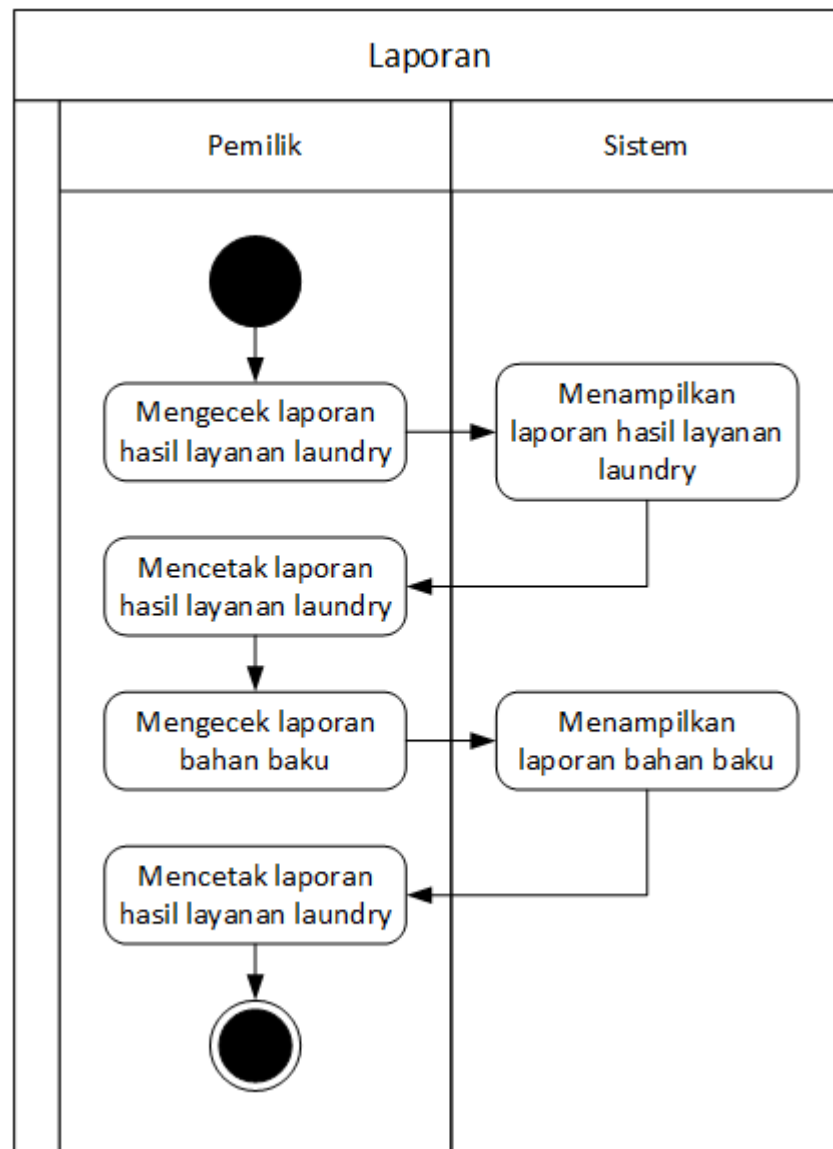 Laporan
Pemilik
Sistem
Mengecek laporan
hasil layanan laundry
Menampilkan
laporan hasil layanan
laundry
Mencetak laporan
hasil layanan laundry
Mengecek laporan
bahan baku
Menampilkan
laporan bahan baku
Mencetak laporan
hasil layanan laundry